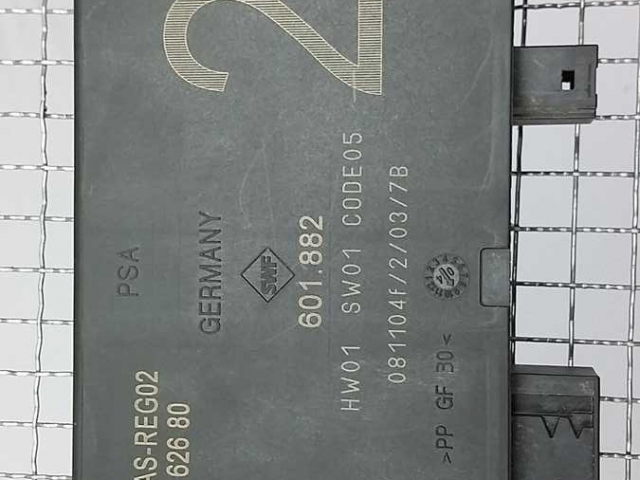 2
PSA
GERMANY
SWF
601.882
HW01 SW01 CODE05
081104F/2/03/7B
>PP GF 30<
AS-REG02
626 80